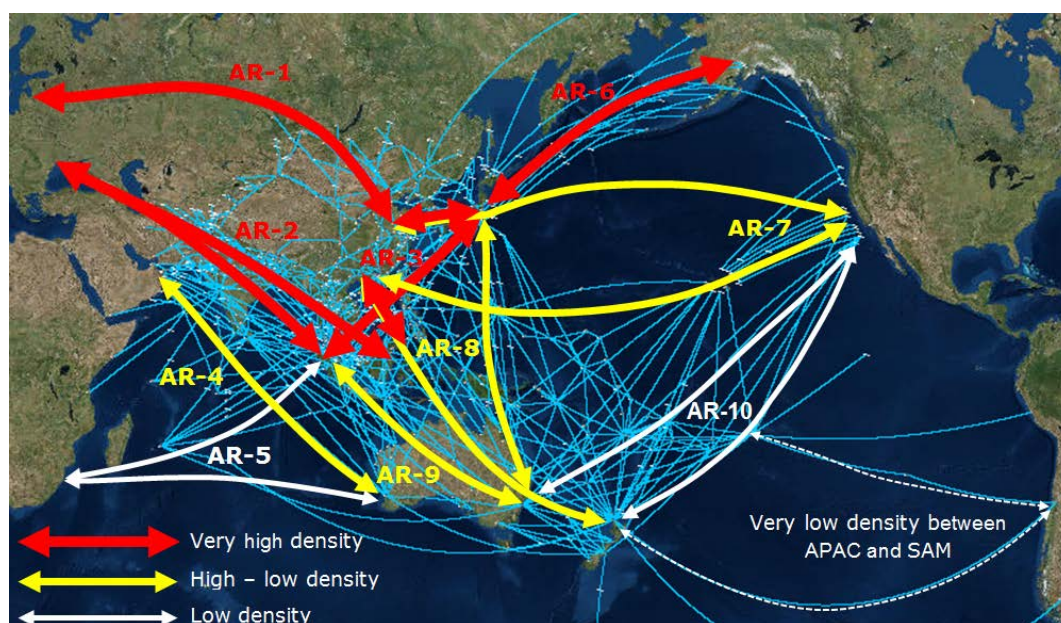 AR-1
AR-6
AR-2
AR-7
AR-3
AR-8
AR-4
AR-10
AR-5
AR-9
Very low density between
APAC and SAM
Very high density
High – low density
Low density